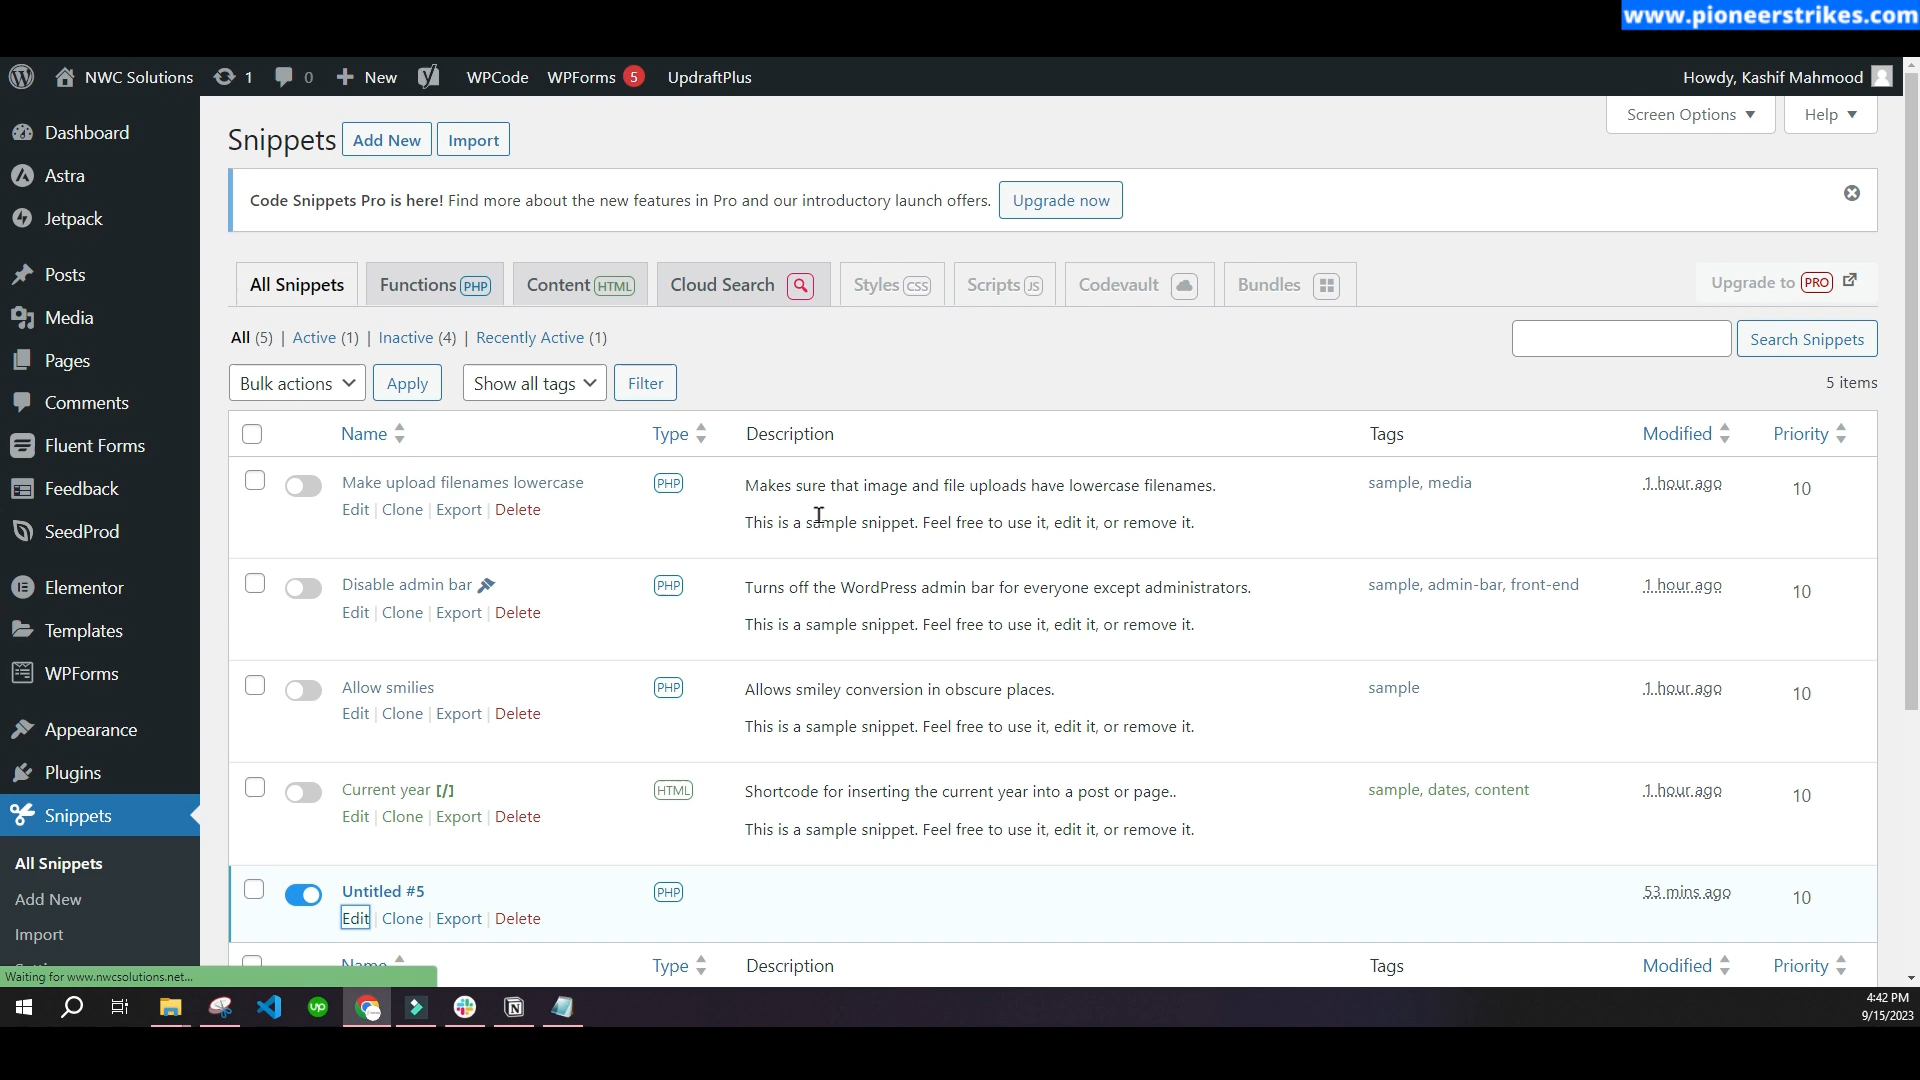 www.pioneerstrikes.com
NWC Solutions 1 0 New WPCode WPForms 5 UpdraftPlus Howdy, Kashif Mahmood
Screen Options Help
Dashboard
Astra
Jetpack
Posts
Media
Pages
Comments
Fluent Forms
Feedback
SeedProd
Elementor
Templates
WPForms
Appearance
Plugins
Snippets
All Snippets
Add New
Import
Snippets Add New Import
Code Snippets Pro is here! Find more about the new features in Pro and our introductory launch offers. Upgrade now
All Snippets Functions PHP Content HTML Cloud Search Styles CSS Scripts JS Codevault Bundles Upgrade to PRO
All (5) | Active (1) | Inactive (4) | Recently Active (1) Search Snippets
Bulk actions Apply Show all tags Filter 5 items
Name Type Description Tags Modified Priority
Make upload filenames lowercase PHP Makes sure that image and file uploads have lowercase filenames. sample, media 1 hour ago 10
Edit | Clone | Export | Delete This is a sample snippet. Feel free to use it, edit it, or remove it.
Disable admin bar PHP Turns off the WordPress admin bar for everyone except administrators. sample, admin-bar, front-end 1 hour ago 10
Edit | Clone | Export | Delete This is a sample snippet. Feel free to use it, edit it, or remove it.
Allow smilies PHP Allows smiley conversion in obscure places. sample 1 hour ago 10
Edit | Clone | Export | Delete This is a sample snippet. Feel free to use it, edit it, or remove it.
Current year [/] HTML Shortcode for inserting the current year into a post or page.. sample, dates, content 1 hour ago 10
Edit | Clone | Export | Delete This is a sample snippet. Feel free to use it, edit it, or remove it.
Untitled #5 PHP 53 mins ago 10
Edit | Clone | Export | Delete
Name Type Description Tags Modified Priority
Waiting for www.nwcsolutions.net...
up
4:42 PM
9/15/2023